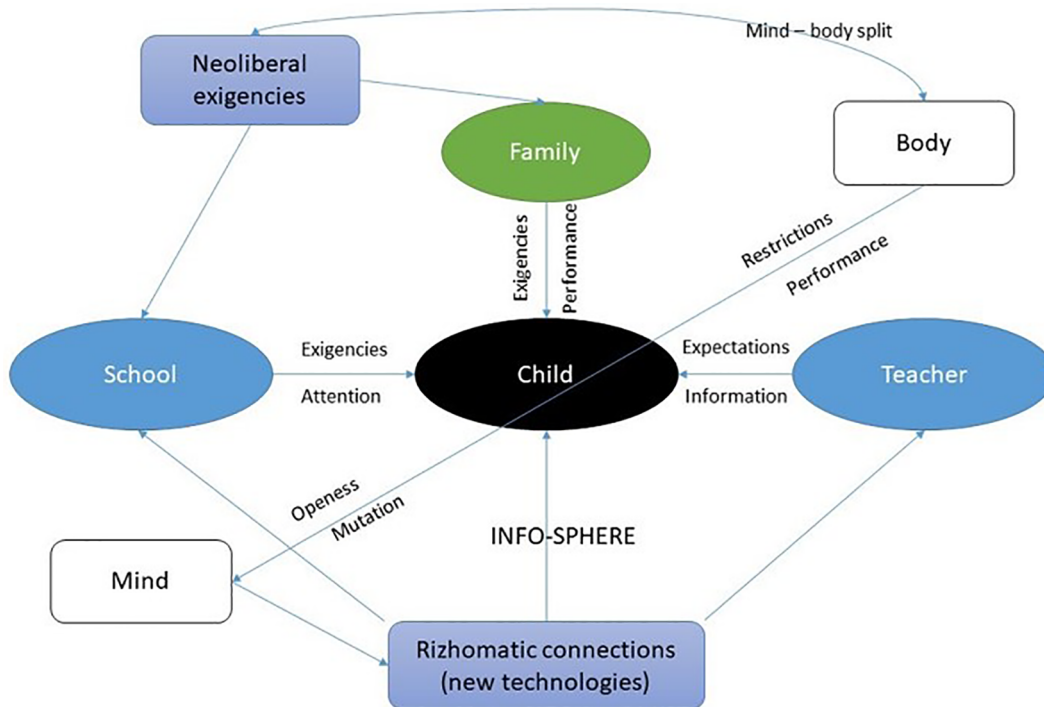 Mind – body split
Neoliberal
exigencies
Family
Body
Exigencies
Performance
Restrictions
Performance
School
Exigencies
Attention
Child
Expectations
Information
Teacher
Openess
Mutation
INFO-SPHERE
Mind
Rizhomatic connections
(new technologies)